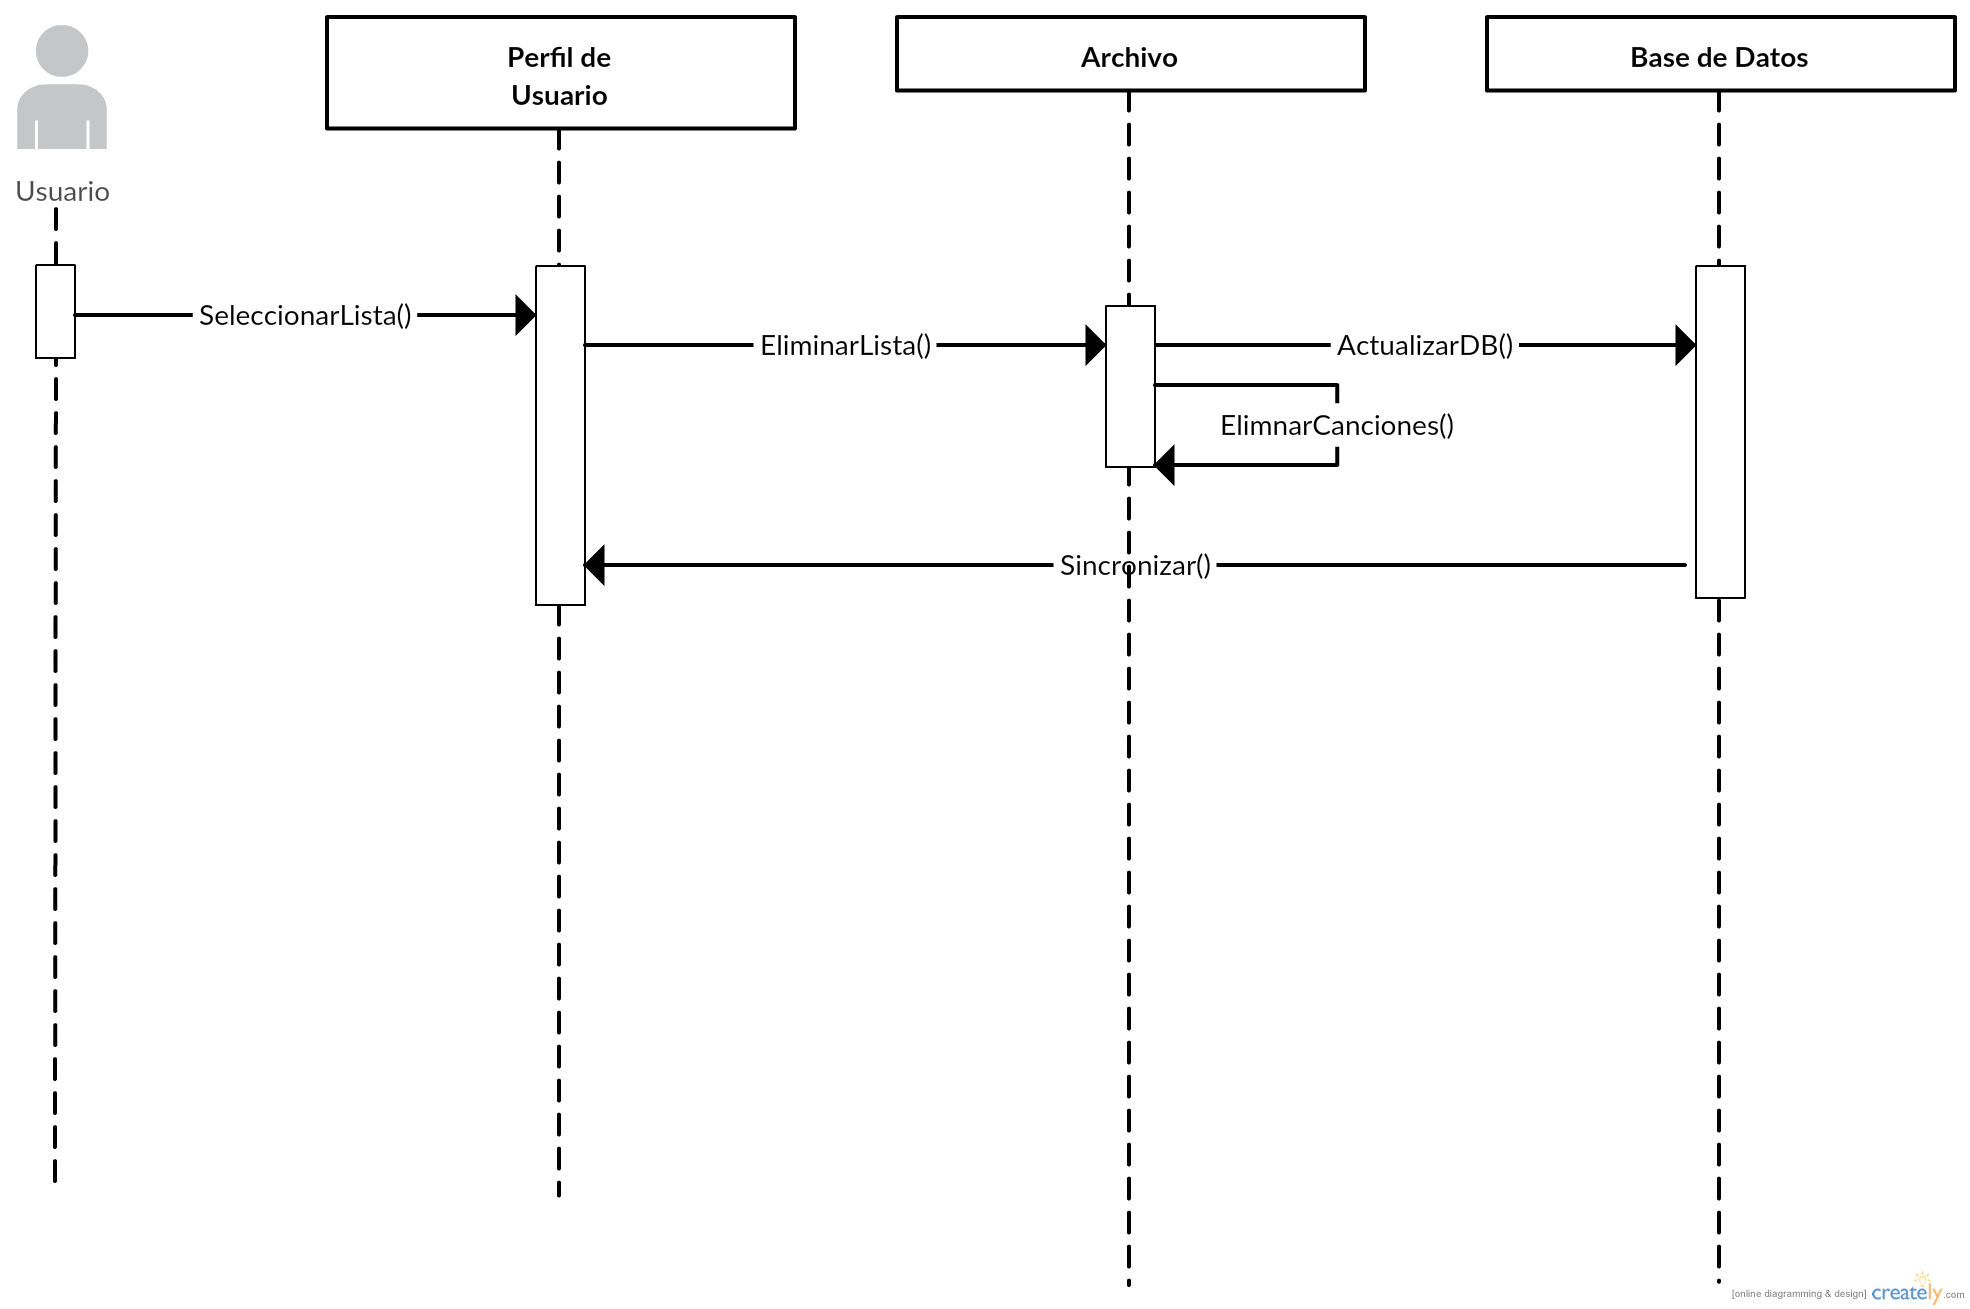 Perfil de
Usuario
Archivo
Base de Datos
Usuario
SeleccionarLista()
EliminarLista()
ActualizarDB()
ElimnarCanciones()
Sincronizar()
[online diagramming & design] creately.com